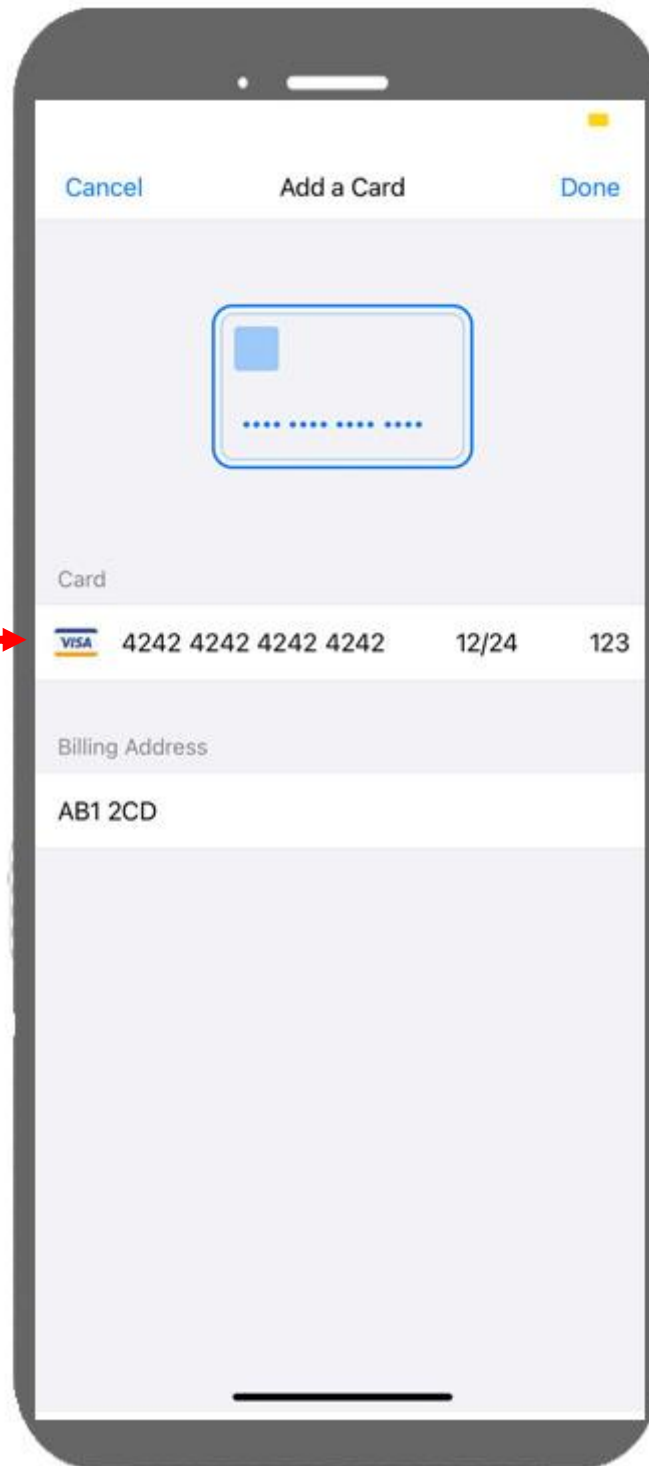 Cancel Add a Card Done
•••• •••• •••• ••••
Card
VISA 4242 4242 4242 4242 12/24 123
Billing Address
AB1 2CD